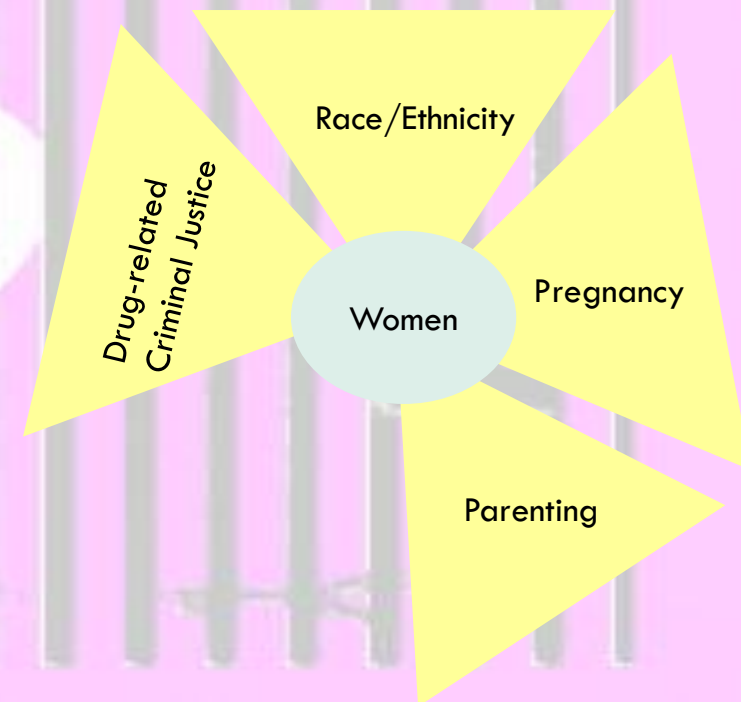 Race/Ethnicity
Drug-related
Criminal Justice
Pregnancy
Women
Parenting